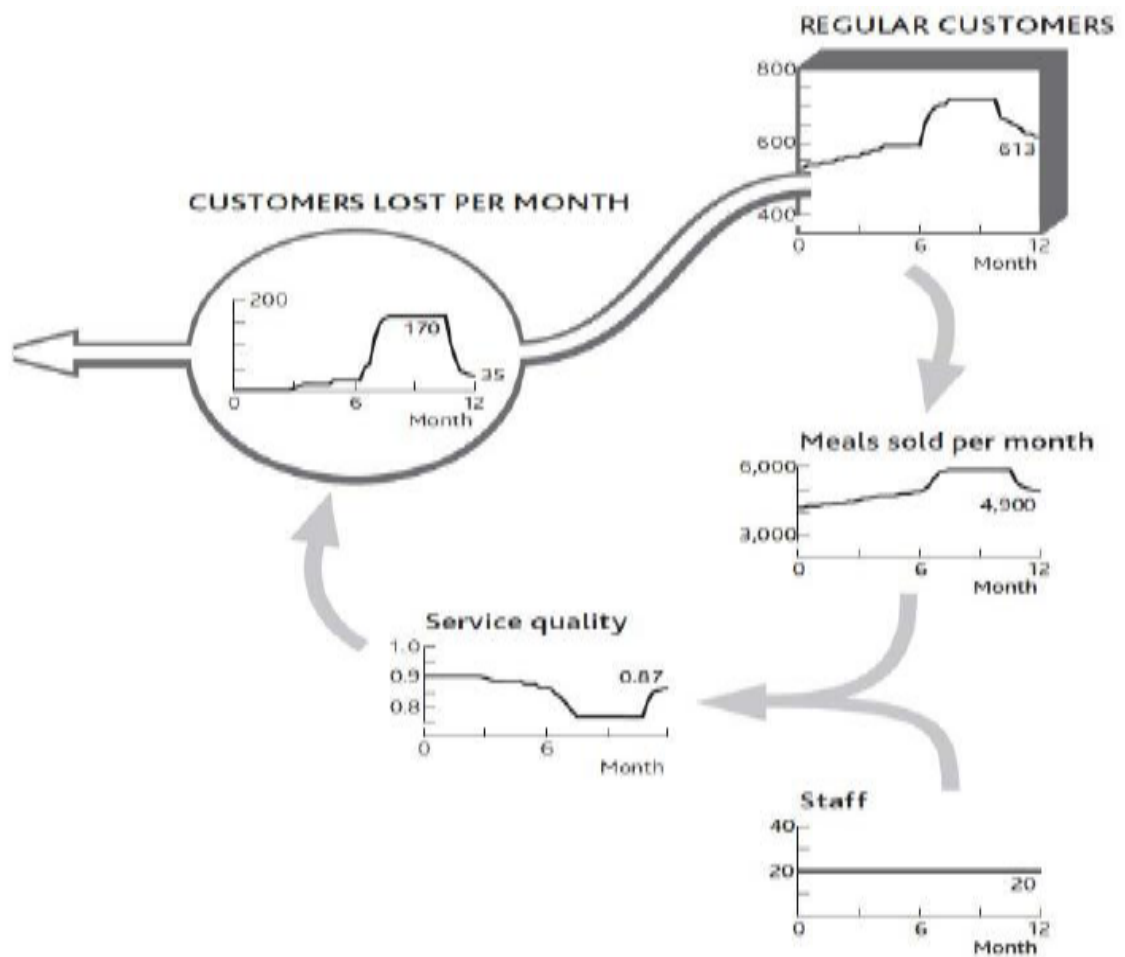 REGULAR CUSTOMERS
800
600
613
400
0 6 12
Month
CUSTOMERS LOST PER MONTH
200
170
35
0 6 12
Month
Meals sold per month
6,000
4,900
3,000
0 6 12
Month
Service quality
1.0
0.87
0.9
0.8
0 6
Month
Staff
40
20
20
0 6 12
Month